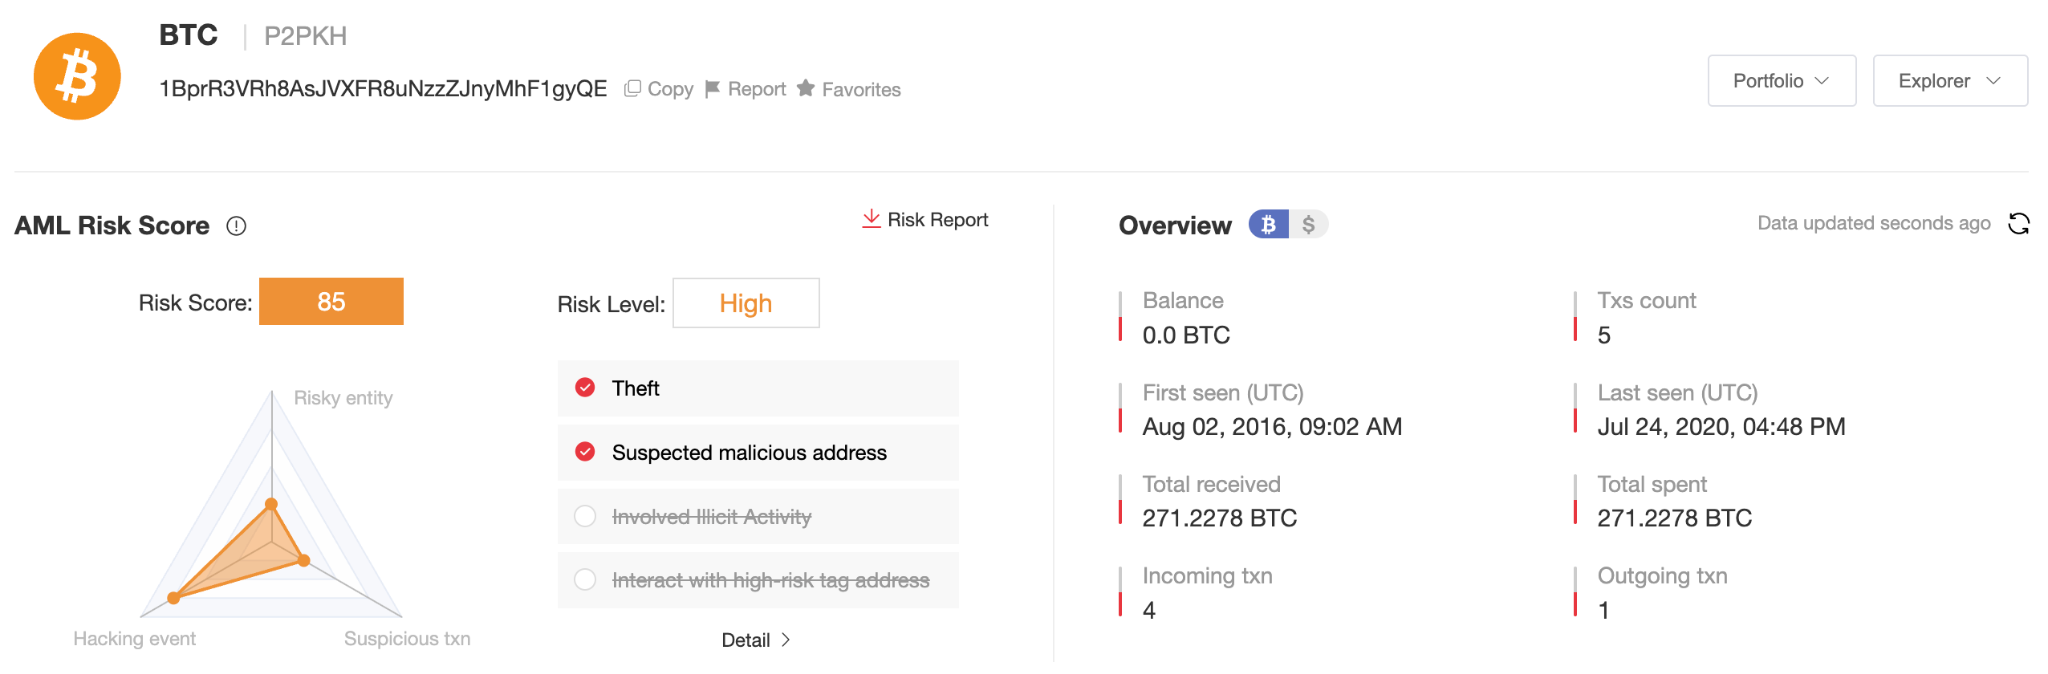 BTC | P2PKH
1BprR3VRh8AsJVXFR8uNzzZJnyMhF1gyQE Copy Report Favorites
Portfolio
Explorer
AML Risk Score
Risk Report
Risk Score: 85
Risk Level: High
Risky entity
Hacking event
Suspicious txn
Theft
Suspected malicious address
Involved Illicit Activity
Interact with high-risk tag address
Detail
Overview $
Data updated seconds ago
Balance
0.0 BTC
Txs count
5
First seen (UTC)
Aug 02, 2016, 09:02 AM
Last seen (UTC)
Jul 24, 2020, 04:48 PM
Total received
271.2278 BTC
Total spent
271.2278 BTC
Incoming txn
4
Outgoing txn
1